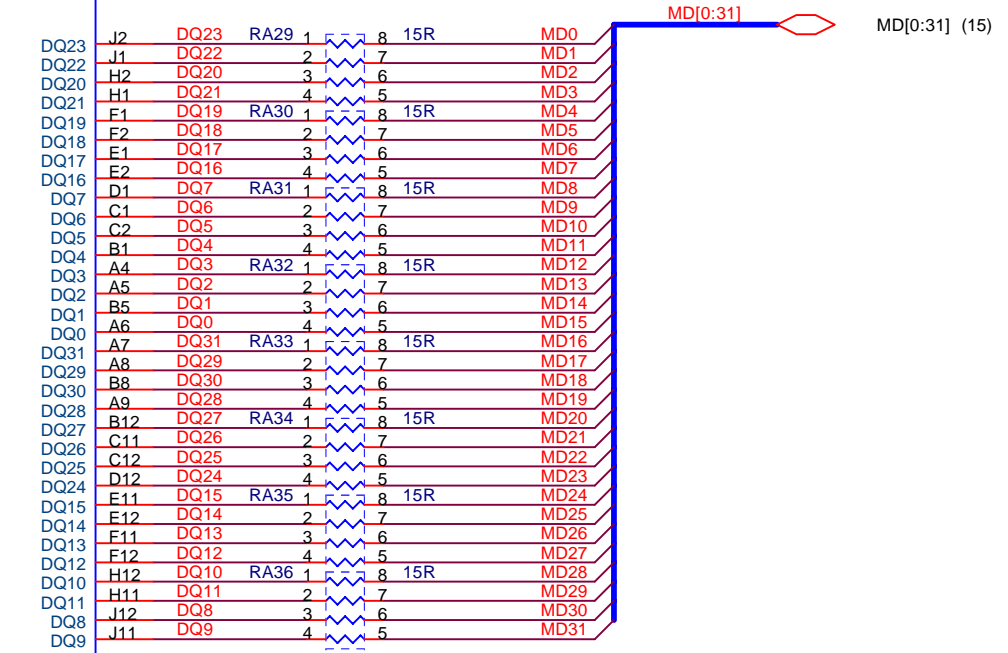 MD[0:31]
MD[0:31] (15)
DQ23 J2 DQ23 RA29 1 8 15R MD0
DQ22 J1 DQ22 2 7 MD1
DQ20 H2 DQ20 3 6 MD2
DQ21 H1 DQ21 4 5 MD3
DQ19 F1 DQ19 RA30 1 8 15R MD4
DQ18 F2 DQ18 2 7 MD5
DQ17 E1 DQ17 3 6 MD6
DQ16 E2 DQ16 4 5 MD7
DQ7 D1 DQ7 RA31 1 8 15R MD8
DQ6 C1 DQ6 2 7 MD9
DQ5 C2 DQ5 3 6 MD10
DQ4 B1 DQ4 4 5 MD11
DQ3 A4 DQ3 RA32 1 8 15R MD12
DQ2 A5 DQ2 2 7 MD13
DQ1 B5 DQ1 3 6 MD14
DQ0 A6 DQ0 4 5 MD15
DQ31 A7 DQ31 RA33 1 8 15R MD16
DQ29 A8 DQ29 2 7 MD17
DQ30 B8 DQ30 3 6 MD18
DQ28 A9 DQ28 4 5 MD19
DQ27 B12 DQ27 RA34 1 8 15R MD20
DQ26 C11 DQ26 2 7 MD21
DQ25 C12 DQ25 3 6 MD22
DQ24 D12 DQ24 4 5 MD23
DQ15 E11 DQ15 RA35 1 8 15R MD24
DQ14 E12 DQ14 2 7 MD25
DQ13 F11 DQ13 3 6 MD26
DQ12 F12 DQ12 4 5 MD27
DQ10 H12 DQ10 RA36 1 8 15R MD28
DQ11 H11 DQ11 2 7 MD29
DQ8 J12 DQ8 3 6 MD30
DQ9 J11 DQ9 4 5 MD31